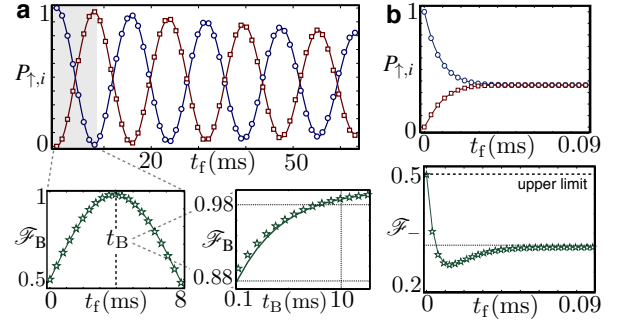 a
1
P↑,i
0
20
50
t_f (ms)
1
ℱ_B
0.5
t_B
0
t_f (ms)
8
0.98
ℱ_B
0.88
0.1
t_B (ms)
10
b
1
P↑,i
0
0
t_f (ms)
0.09
0.5
upper limit
ℱ_−
0.2
0
t_f (ms)
0.09